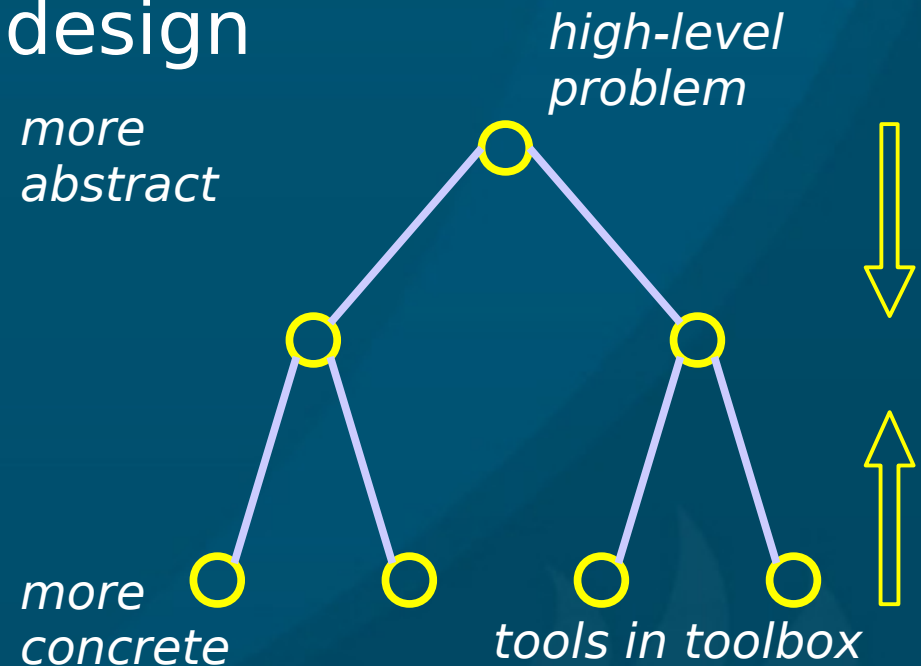 design
high-level
problem
more
abstract
more
concrete
tools in toolbox